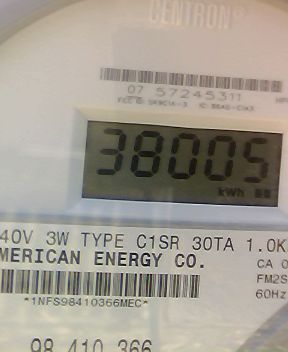 CENTRON®
07 57245311
38005
kWh
40V 3W TYPE C1SR 30TA 1.0K
MERICAN ENERGY CO.
CA 0
FM2S
60Hz
*1NFS98410366MEC*
98 410 366